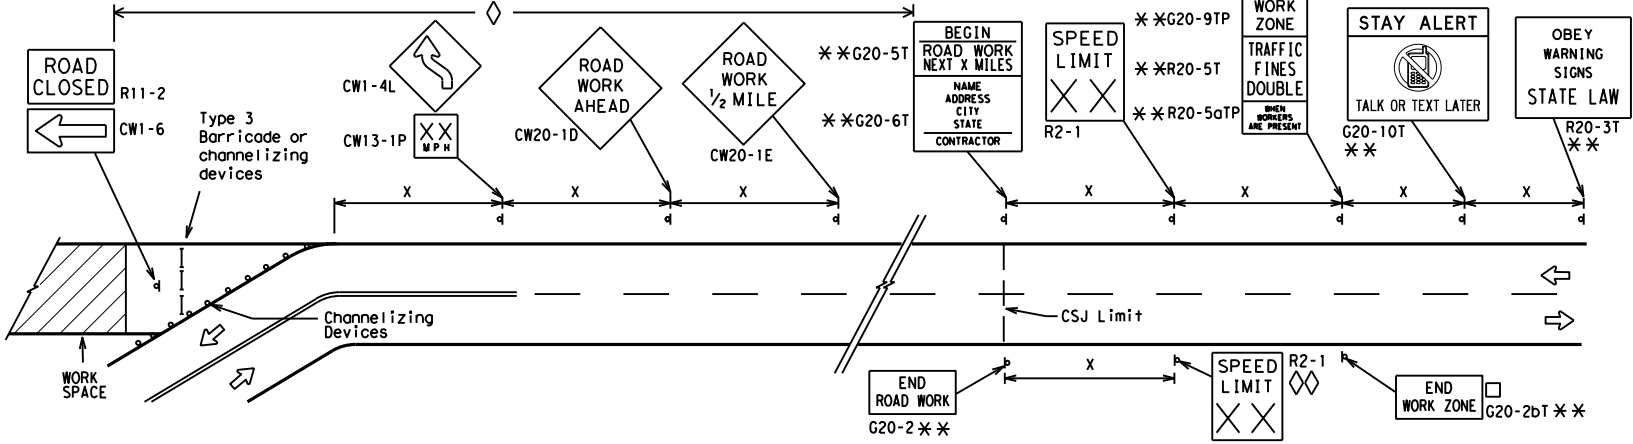 ROAD
CLOSED
R11-2
CW1-6
Type 3
Barricade or
channelizing
devices
CW1-4L
XX
MPH
CW13-1P
ROAD
WORK
AHEAD
CW20-1D
ROAD
WORK
1/2 MILE
CW20-1E
**G20-5T
**G20-6T
BEGIN
ROAD WORK
NEXT X MILES
NAME
ADDRESS
CITY
STATE
CONTRACTOR
SPEED
LIMIT
XX
R2-1
**G20-9TP
**R20-5T
**R20-5aTP
WORK
ZONE
TRAFFIC
FINES
DOUBLE
WHEN
WORKERS
ARE PRESENT
STAY ALERT
TALK OR TEXT LATER
G20-10T
**
OBEY
WARNING
SIGNS
STATE LAW
R20-3T
**
X
X
X
X
X
X
X
Channelizing
Devices
CSJ Limit
WORK
SPACE
END
ROAD WORK
G20-2 **
X
SPEED
LIMIT
XX
R2-1
END
WORK ZONE
G20-2bT **